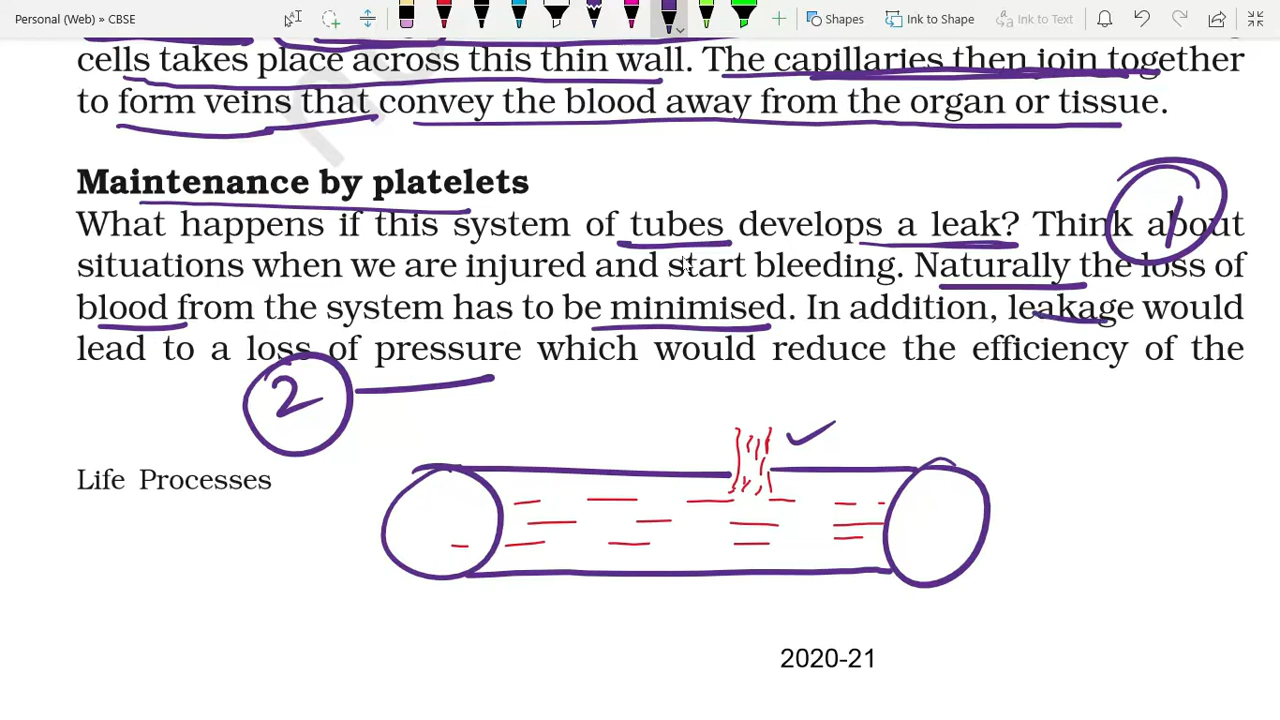 Personal (Web) » CBSE
Shapes
Ink to Shape
Ink to Text
cells takes place across this thin wall. The capillaries then join together
to form veins that convey the blood away from the organ or tissue.
Maintenance by platelets
What happens if this system of tubes develops a leak? Think about
situations when we are injured and start bleeding. Naturally the loss of
blood from the system has to be minimised. In addition, leakage would
lead to a loss of pressure which would reduce the efficiency of the
1
2
Life Processes
2020-21